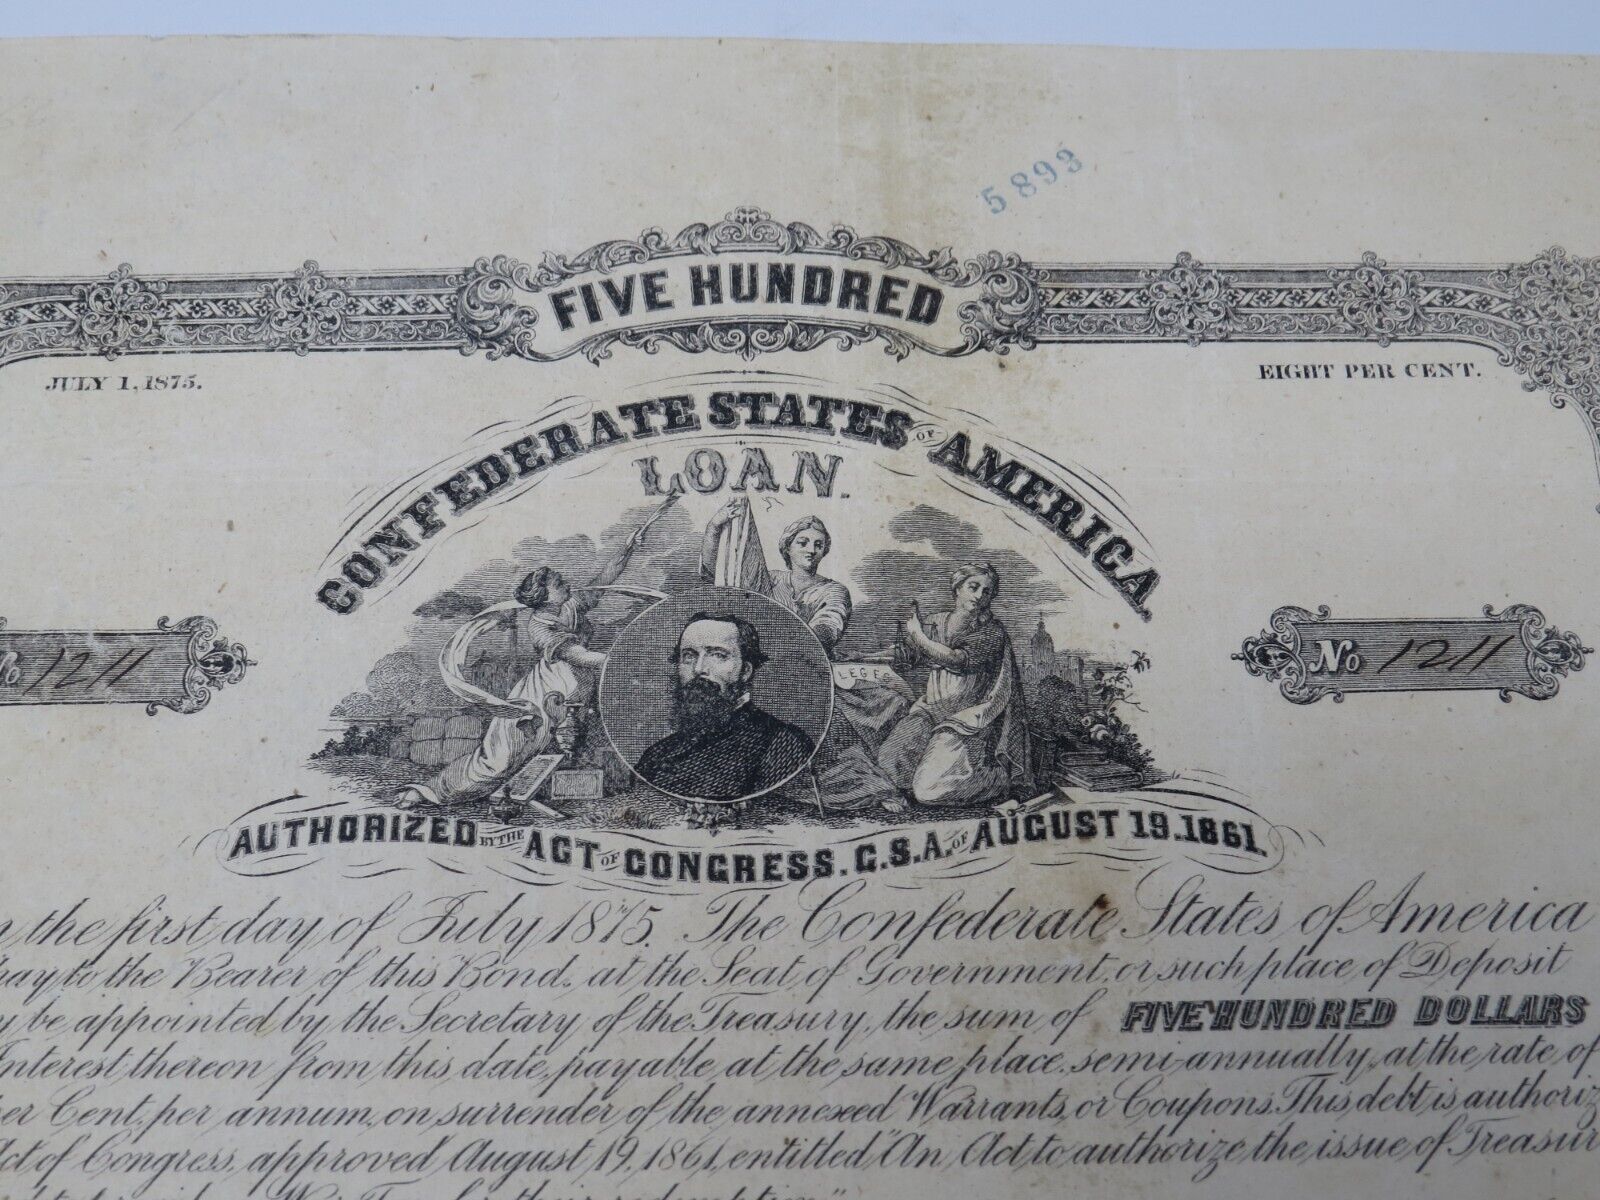 5893
FIVE HUNDRED
JULY 1, 1875.
EIGHT PER CENT.
CONFEDERATE STATES OF AMERICA
LOAN.
LEGES
No 1211
No 1211
AUTHORIZED BY THE ACT OF CONGRESS. C.S.A. OF AUGUST 19. 1861.
the first day of July 1875. The Confederate States of America
pay to the Bearer of this Bond, at the Seat of Government, or such place of Deposit
be appointed by the Secretary of the Treasury, the sum of FIVE HUNDRED DOLLARS
Interest thereon from this date, payable at the same place, semi-annually, at the rate of
Cent. per annum, on surrender of the annexed Warrants, or Coupons. This debt is authoriz
Act of Congress, approved August 19, 1861, entitled "An Act to authorize the issue of Treasur
for their redemption."